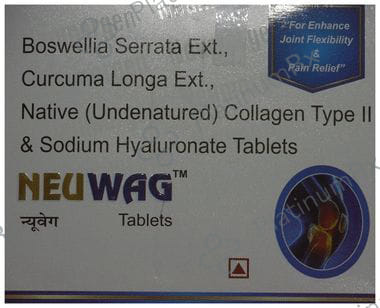 "For Enhance
Joint Flexibility
&
Pain Relief"
Boswellia Serrata Ext.,
Curcuma Longa Ext.,
Native (Undenatured) Collagen Type II
& Sodium Hyaluronate Tablets
NEUWAG™
न्यूवेग Tablets